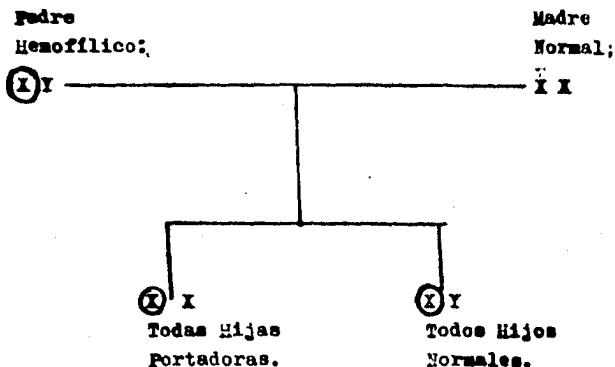 Padre
Hemofílico:
Madre
Normal;
X Y
X X
X X
X Y
Todas Hijas
Portadoras.
Todos Hijos
Normales.